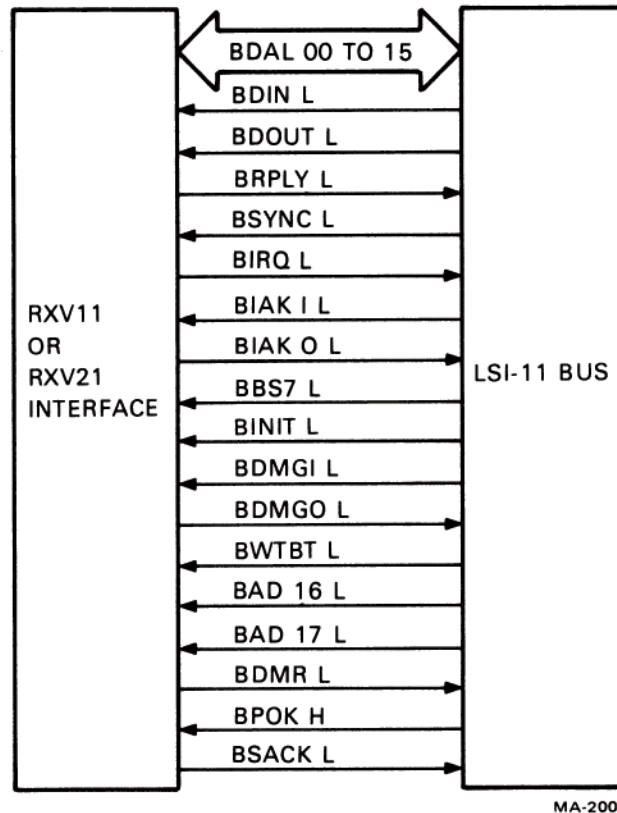 BDAL 00 TO 15
BDIN L
BDOUT L
BRPLY L
BSYNC L
BIRQ L
BIAK I L
BIAK O L
BBS7 L
BINIT L
BDMGI L
BDMGO L
BWTBT L
BAD 16 L
BAD 17 L
BDMR L
BPOK H
BSACK L
RXV11
OR
RXV21
INTERFACE
LSI-11 BUS
MA-200